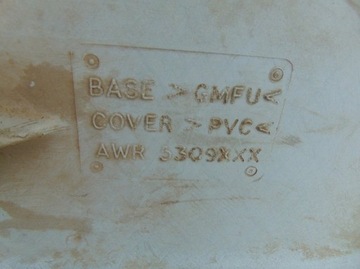 BASE >GMFU<
COVER >PVC<
AWR 5309XXX